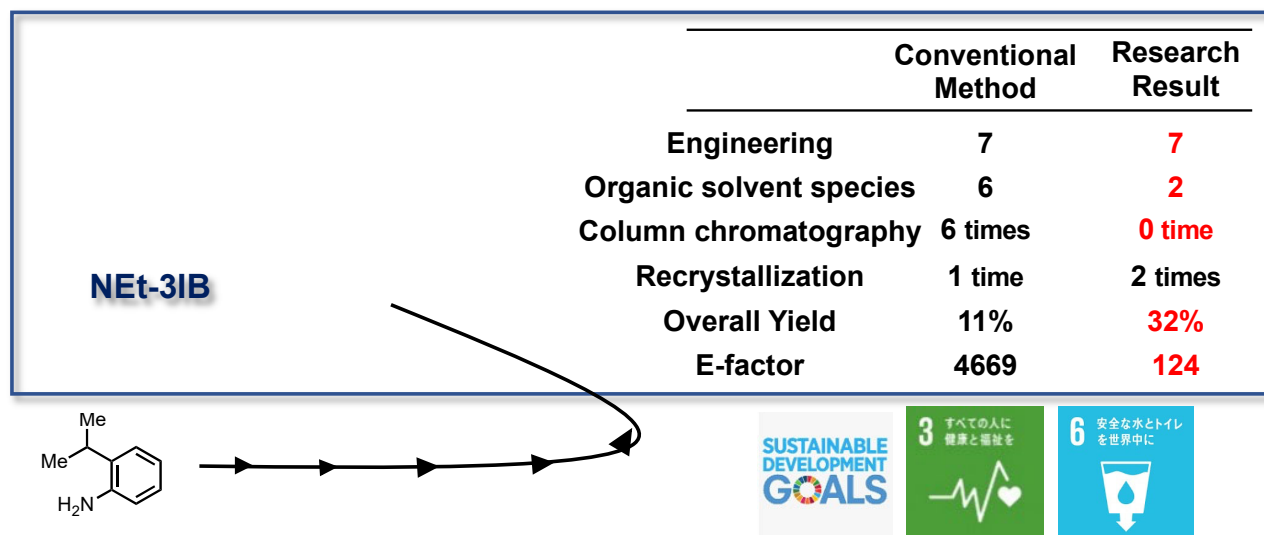 Conventional Method
Research Result
Engineering 7 7
Organic solvent species 6 2
Column chromatography 6 times 0 time
Recrystallization 1 time 2 times
Overall Yield 11% 32%
E-factor 4669 124
NEt-3IB
Me
Me
H2N
SUSTAINABLE
DEVELOPMENT
GOALS
3 すべての人に
健康と福祉を
6 安全な水とトイレ
を世界中に